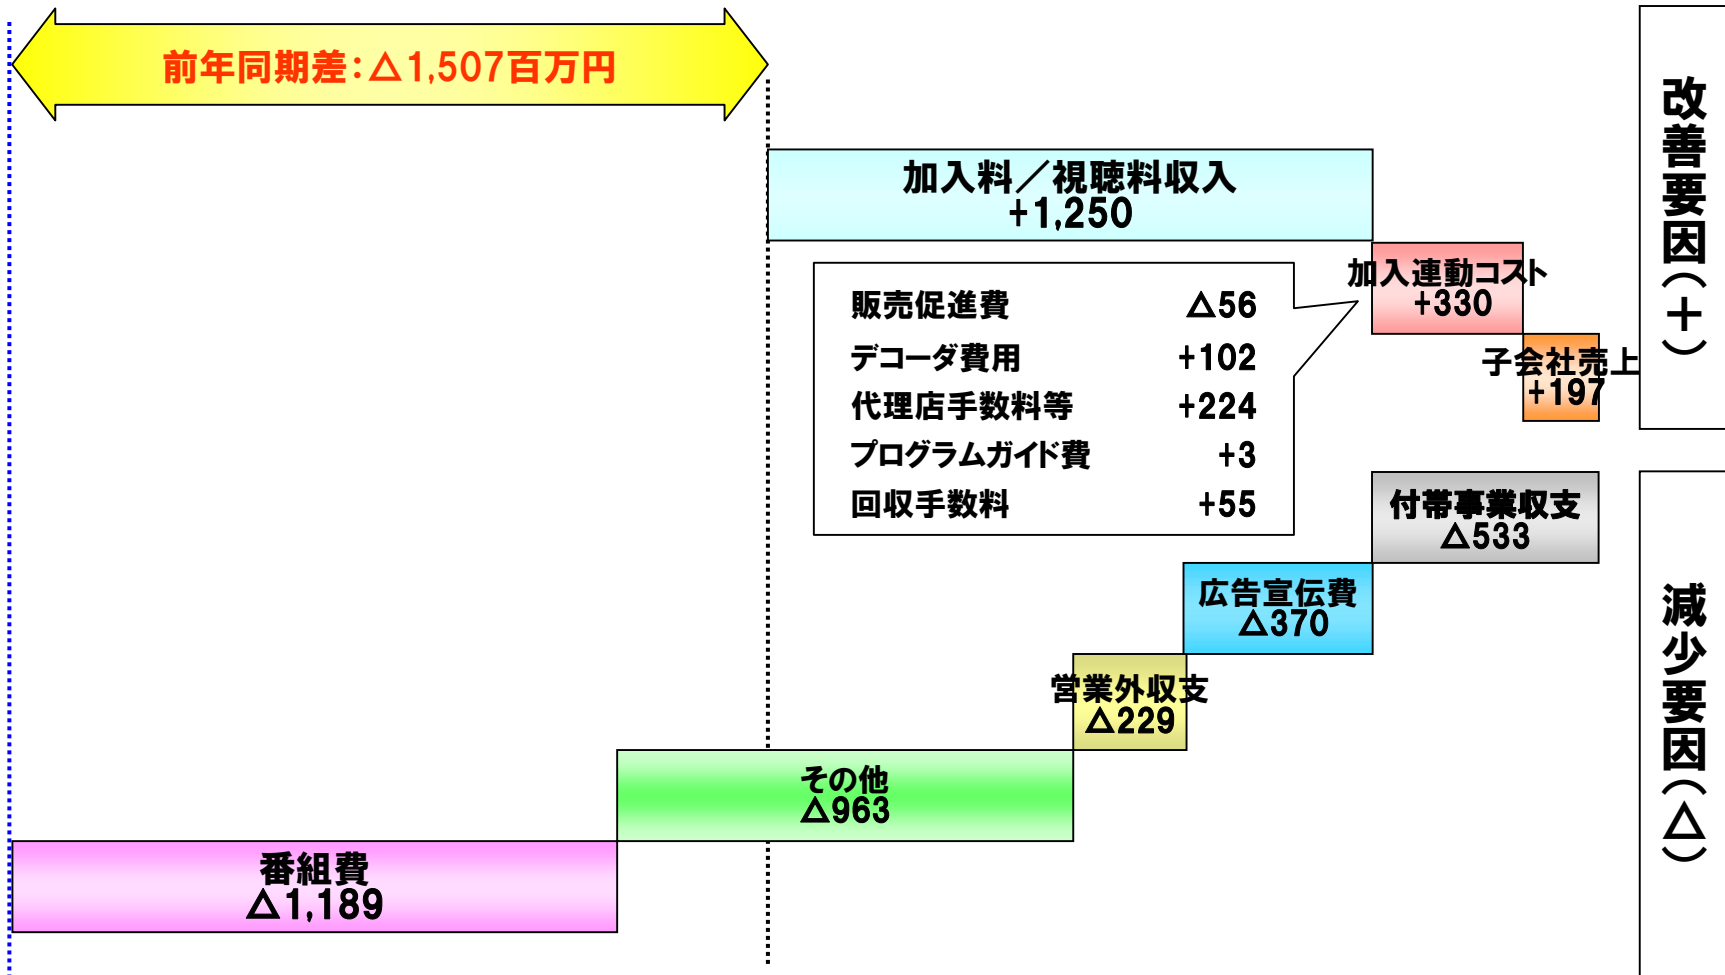 前年同期差：△1,507百万円
改善要因（＋）
加入料／視聴料収入
+1,250
加入連動コスト
+330
販売促進費 △56
デコーダ費用 +102
代理店手数料等 +224
プログラムガイド費 +3
回収手数料 +55
子会社売上
+197
減少要因（△）
付帯事業収支
△533
広告宣伝費
△370
営業外収支
△229
その他
△963
番組費
△1,189